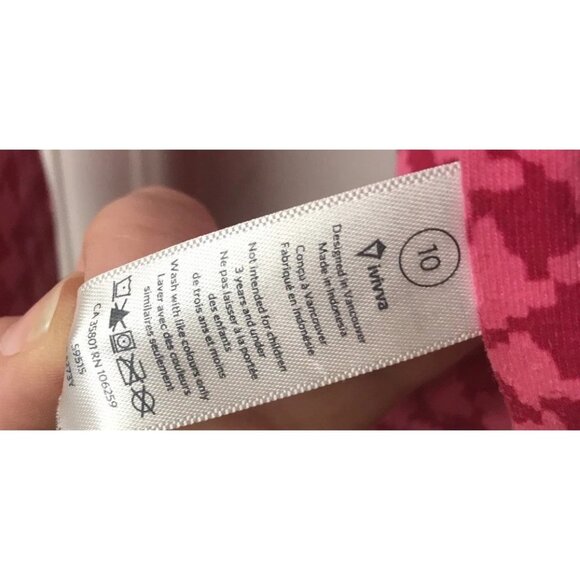 10
ivivva
Designed in Vancouver
Made in Indonesia
Conçu à Vancouver
Fabriqué en Indonésie
Not intended for children
3 years and under
Ne pas laisser à la portée
des enfants
de trois ans et moins
Wash with like colours only
Laver avec des couleurs
similaires seulement
CA 35801 RN 106259